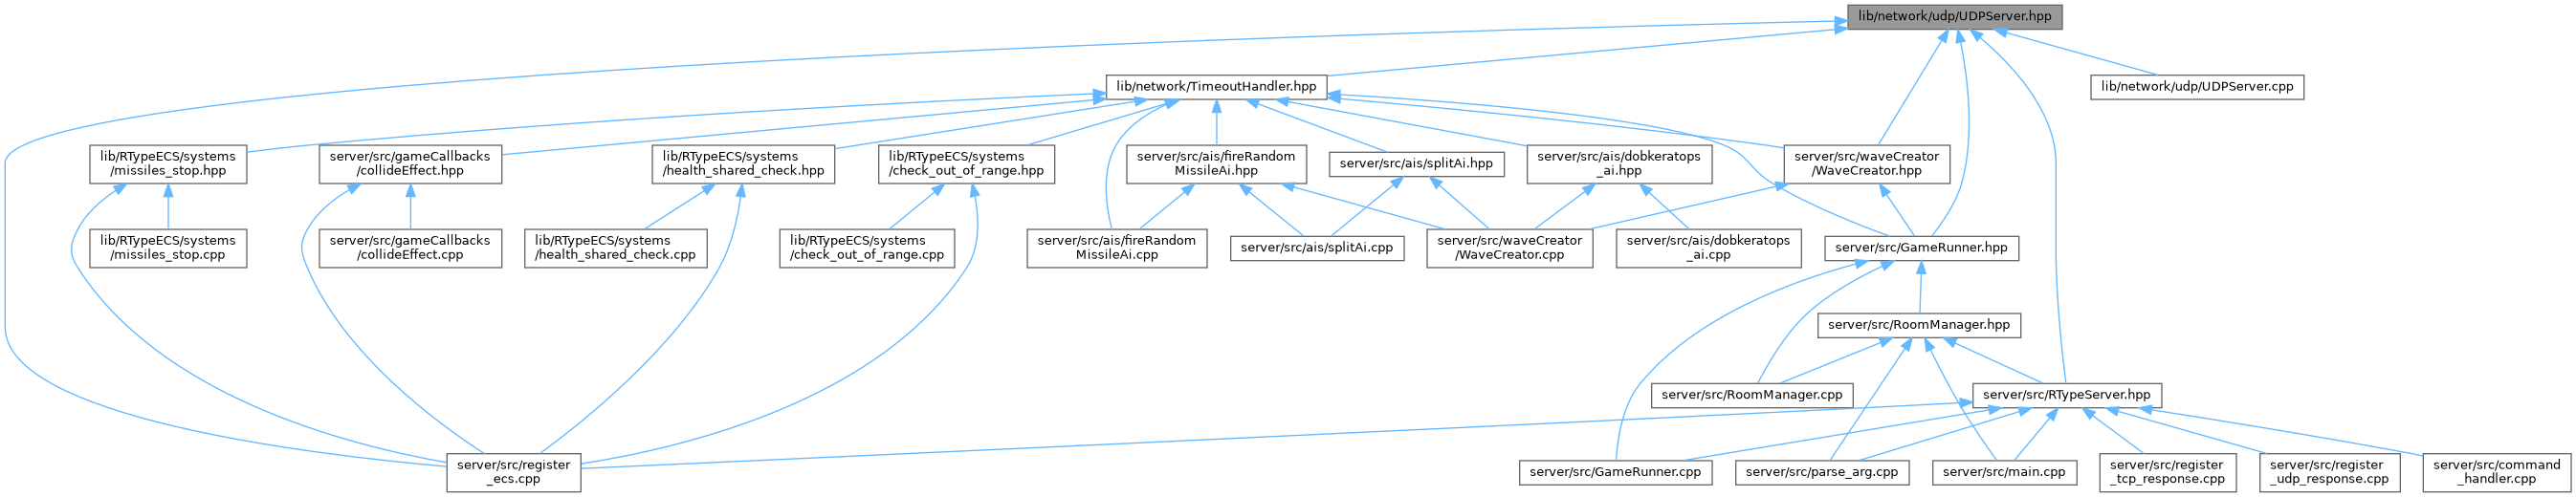 lib/network/udp/UDPServer.hpp
lib/network/TimeoutHandler.hpp
lib/network/udp/UDPServer.cpp
lib/RTypeECS/systems
/missiles_stop.hpp
server/src/gameCallbacks
/collideEffect.hpp
lib/RTypeECS/systems
/health_shared_check.hpp
lib/RTypeECS/systems
/check_out_of_range.hpp
server/src/ais/fireRandom
MissileAi.hpp
server/src/ais/splitAi.hpp
server/src/ais/dobkeratops
_ai.hpp
server/src/waveCreator
/WaveCreator.hpp
lib/RTypeECS/systems
/missiles_stop.cpp
server/src/gameCallbacks
/collideEffect.cpp
lib/RTypeECS/systems
/health_shared_check.cpp
lib/RTypeECS/systems
/check_out_of_range.cpp
server/src/ais/fireRandom
MissileAi.cpp
server/src/ais/splitAi.cpp
server/src/waveCreator
/WaveCreator.cpp
server/src/ais/dobkeratops
_ai.cpp
server/src/GameRunner.hpp
server/src/RoomManager.hpp
server/src/RoomManager.cpp
server/src/RTypeServer.hpp
server/src/register
_ecs.cpp
server/src/GameRunner.cpp
server/src/parse_arg.cpp
server/src/main.cpp
server/src/register
_tcp_response.cpp
server/src/register
_udp_response.cpp
server/src/command
_handler.cpp